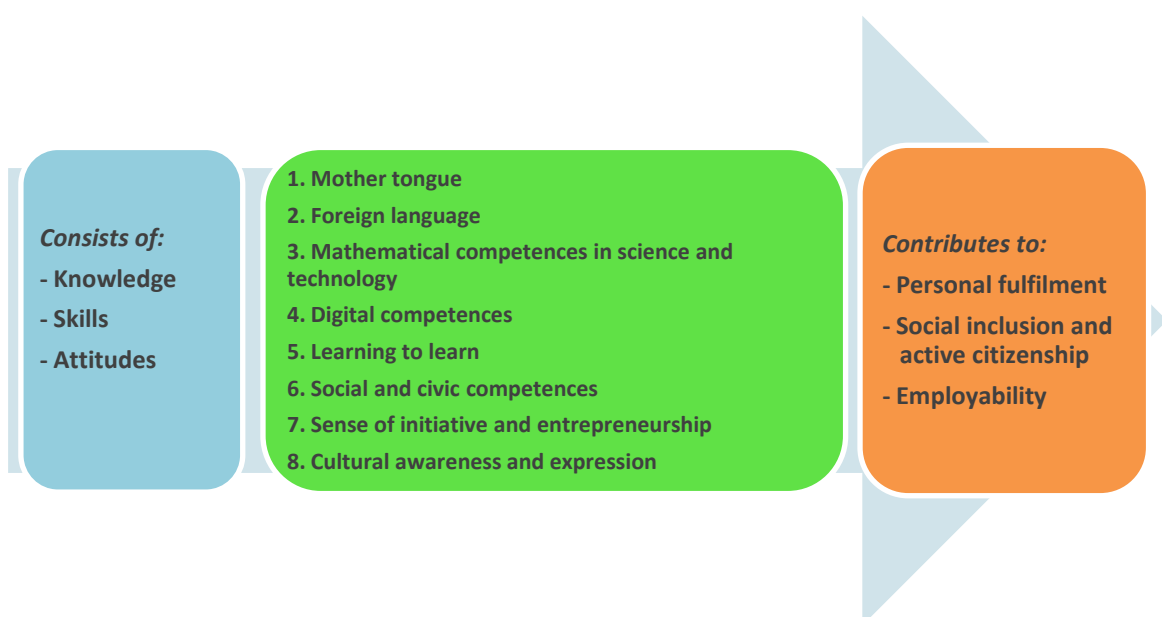 Consists of:
- Knowledge
- Skills
- Attitudes
1. Mother tongue
2. Foreign language
3. Mathematical competences in science and
technology
4. Digital competences
5. Learning to learn
6. Social and civic competences
7. Sense of initiative and entrepreneurship
8. Cultural awareness and expression
Contributes to:
- Personal fulfilment
- Social inclusion and
active citizenship
- Employability